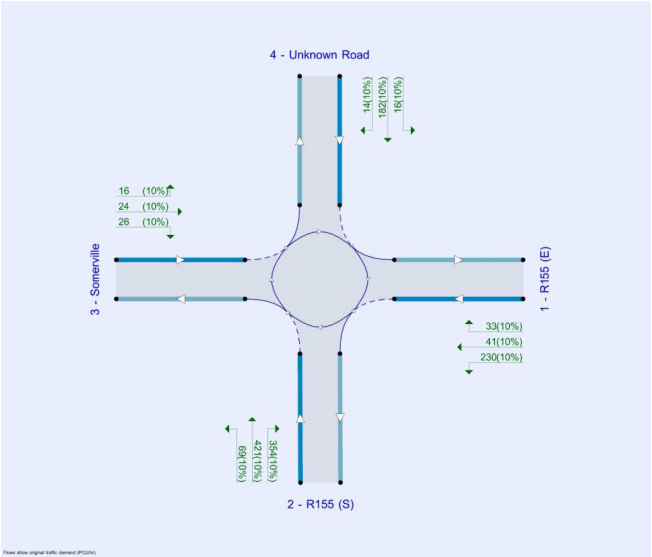 4 - Unknown Road
14(10%)
182(10%)
16(10%)
16 (10%)
24 (10%)
26 (10%)
3 - Somerville
1 - R155 (E)
33(10%)
41(10%)
230(10%)
69(10%)
421(10%)
354(10%)
2 - R155 (S)
Flows show original traffic demand (PCU/hr)